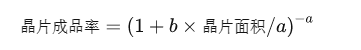 晶片成品率 = (1 + b × 晶片面积/a)^{-a}